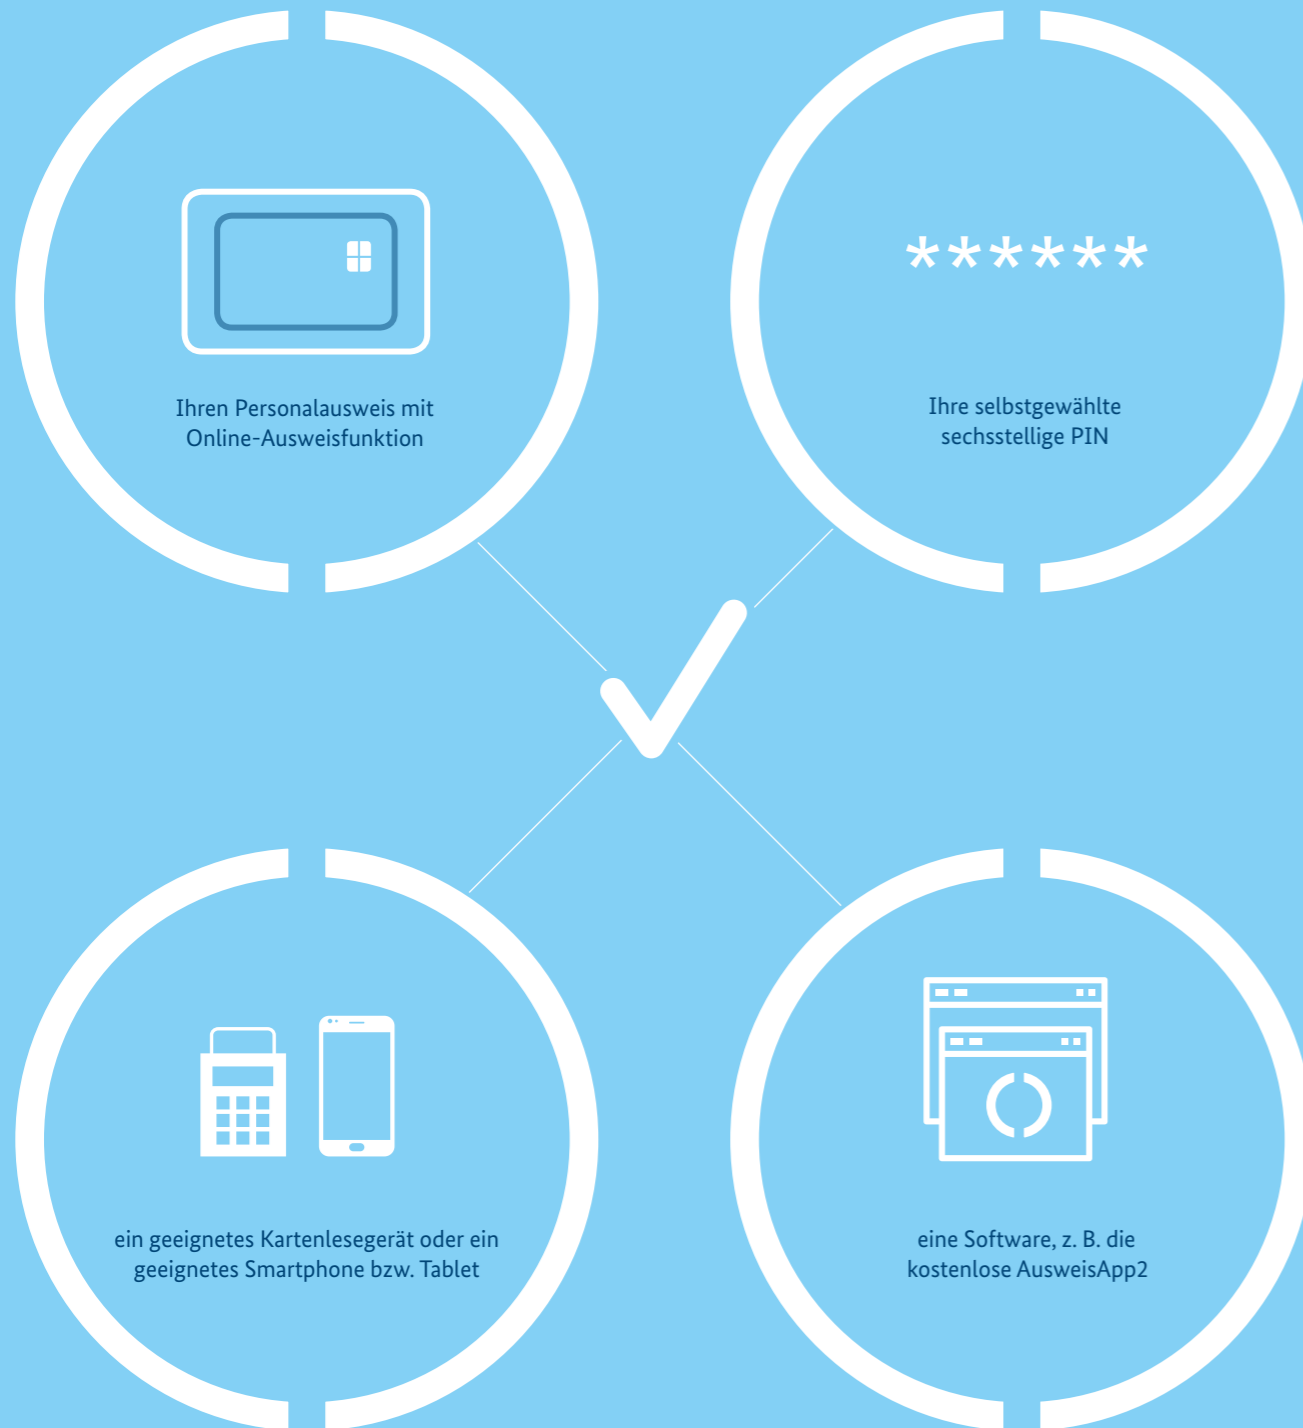 Ihren Personalausweis mit
Online-Ausweisfunktion
******
Ihre selbstgewählte
sechsstellige PIN
ein geeignetes Kartenlesegerät oder ein
geeignetes Smartphone bzw. Tablet
eine Software, z. B. die
kostenlose AusweisApp2